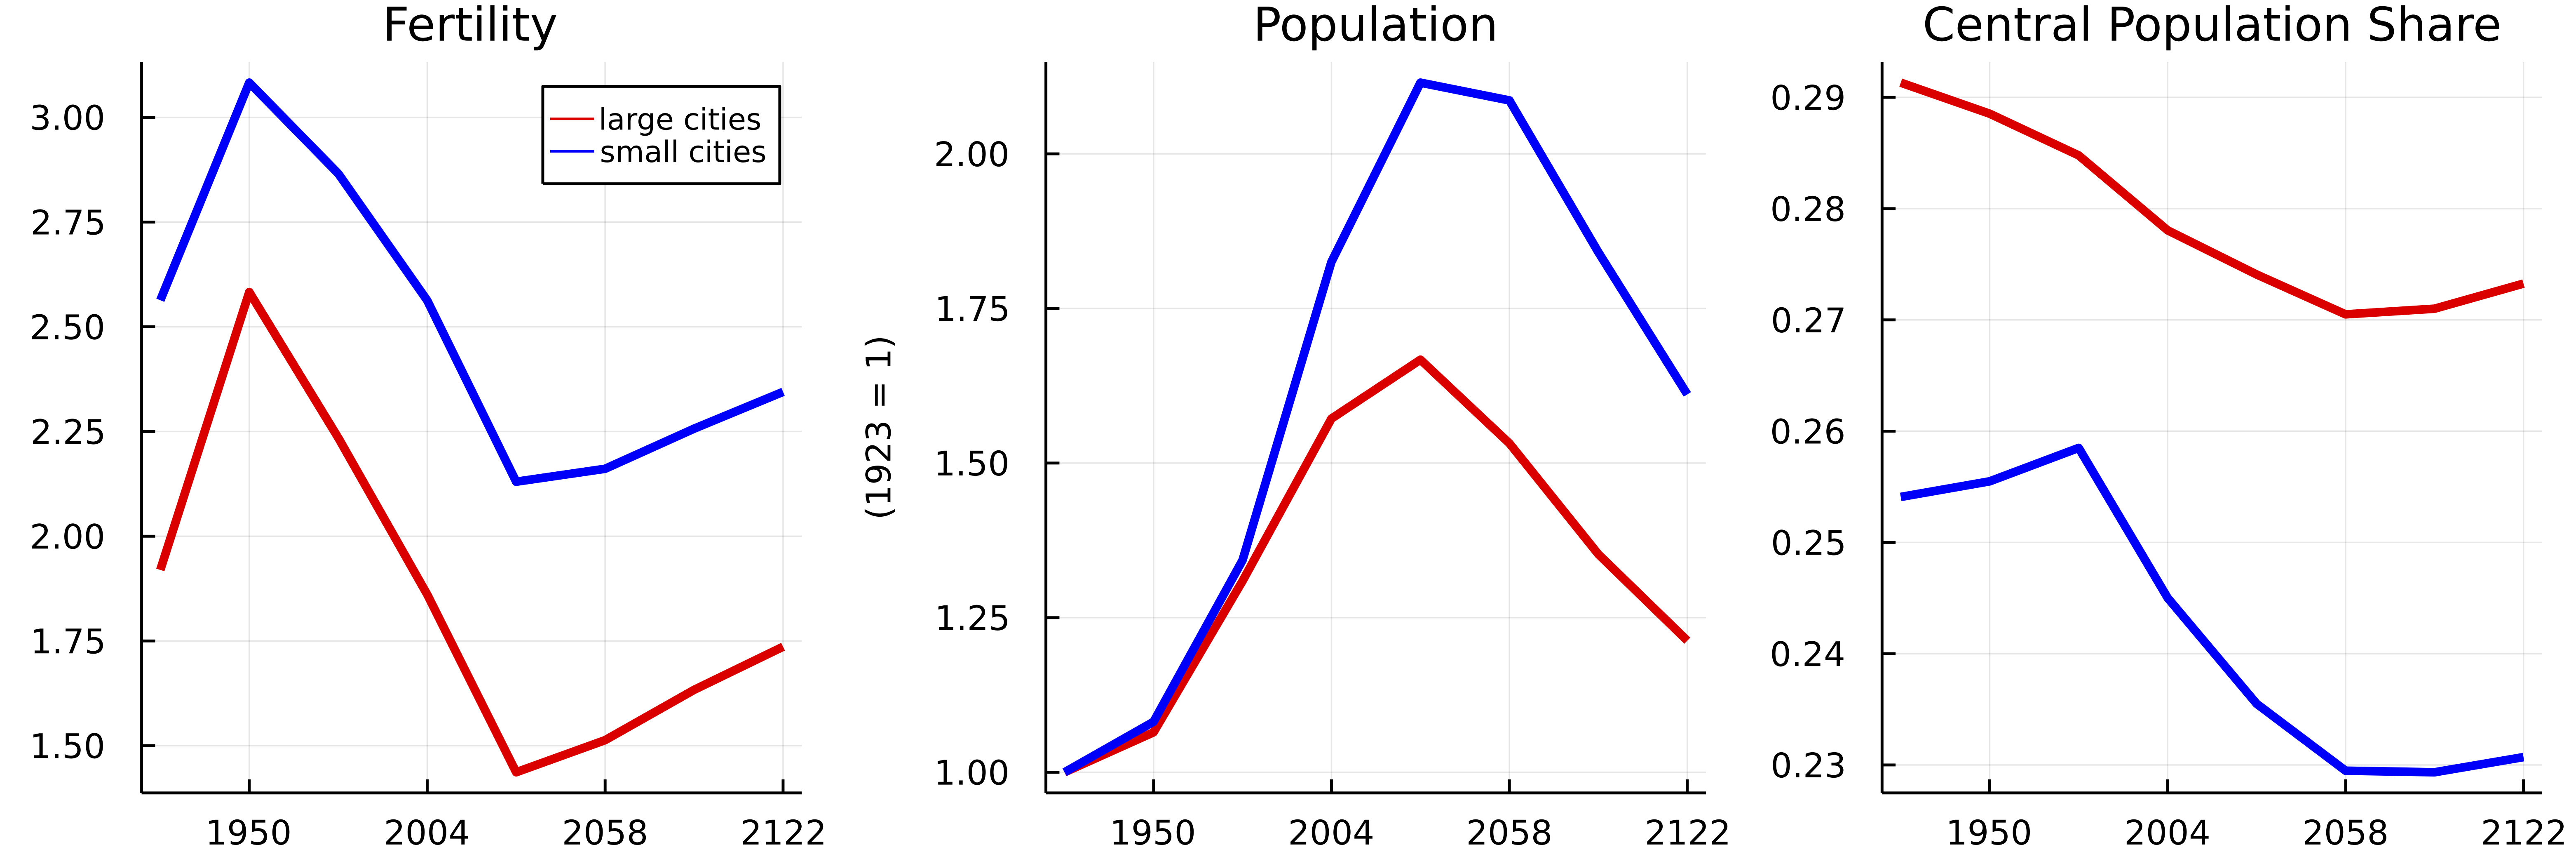 Fertility
3.00
2.75
2.50
2.25
2.00
1.75
1.50
1950 2004 2058 2122
large cities
small cities
Population
(1923 = 1)
2.00
1.75
1.50
1.25
1.00
1950 2004 2058 2122
Central Population Share
0.29
0.28
0.27
0.26
0.25
0.24
0.23
1950 2004 2058 2122